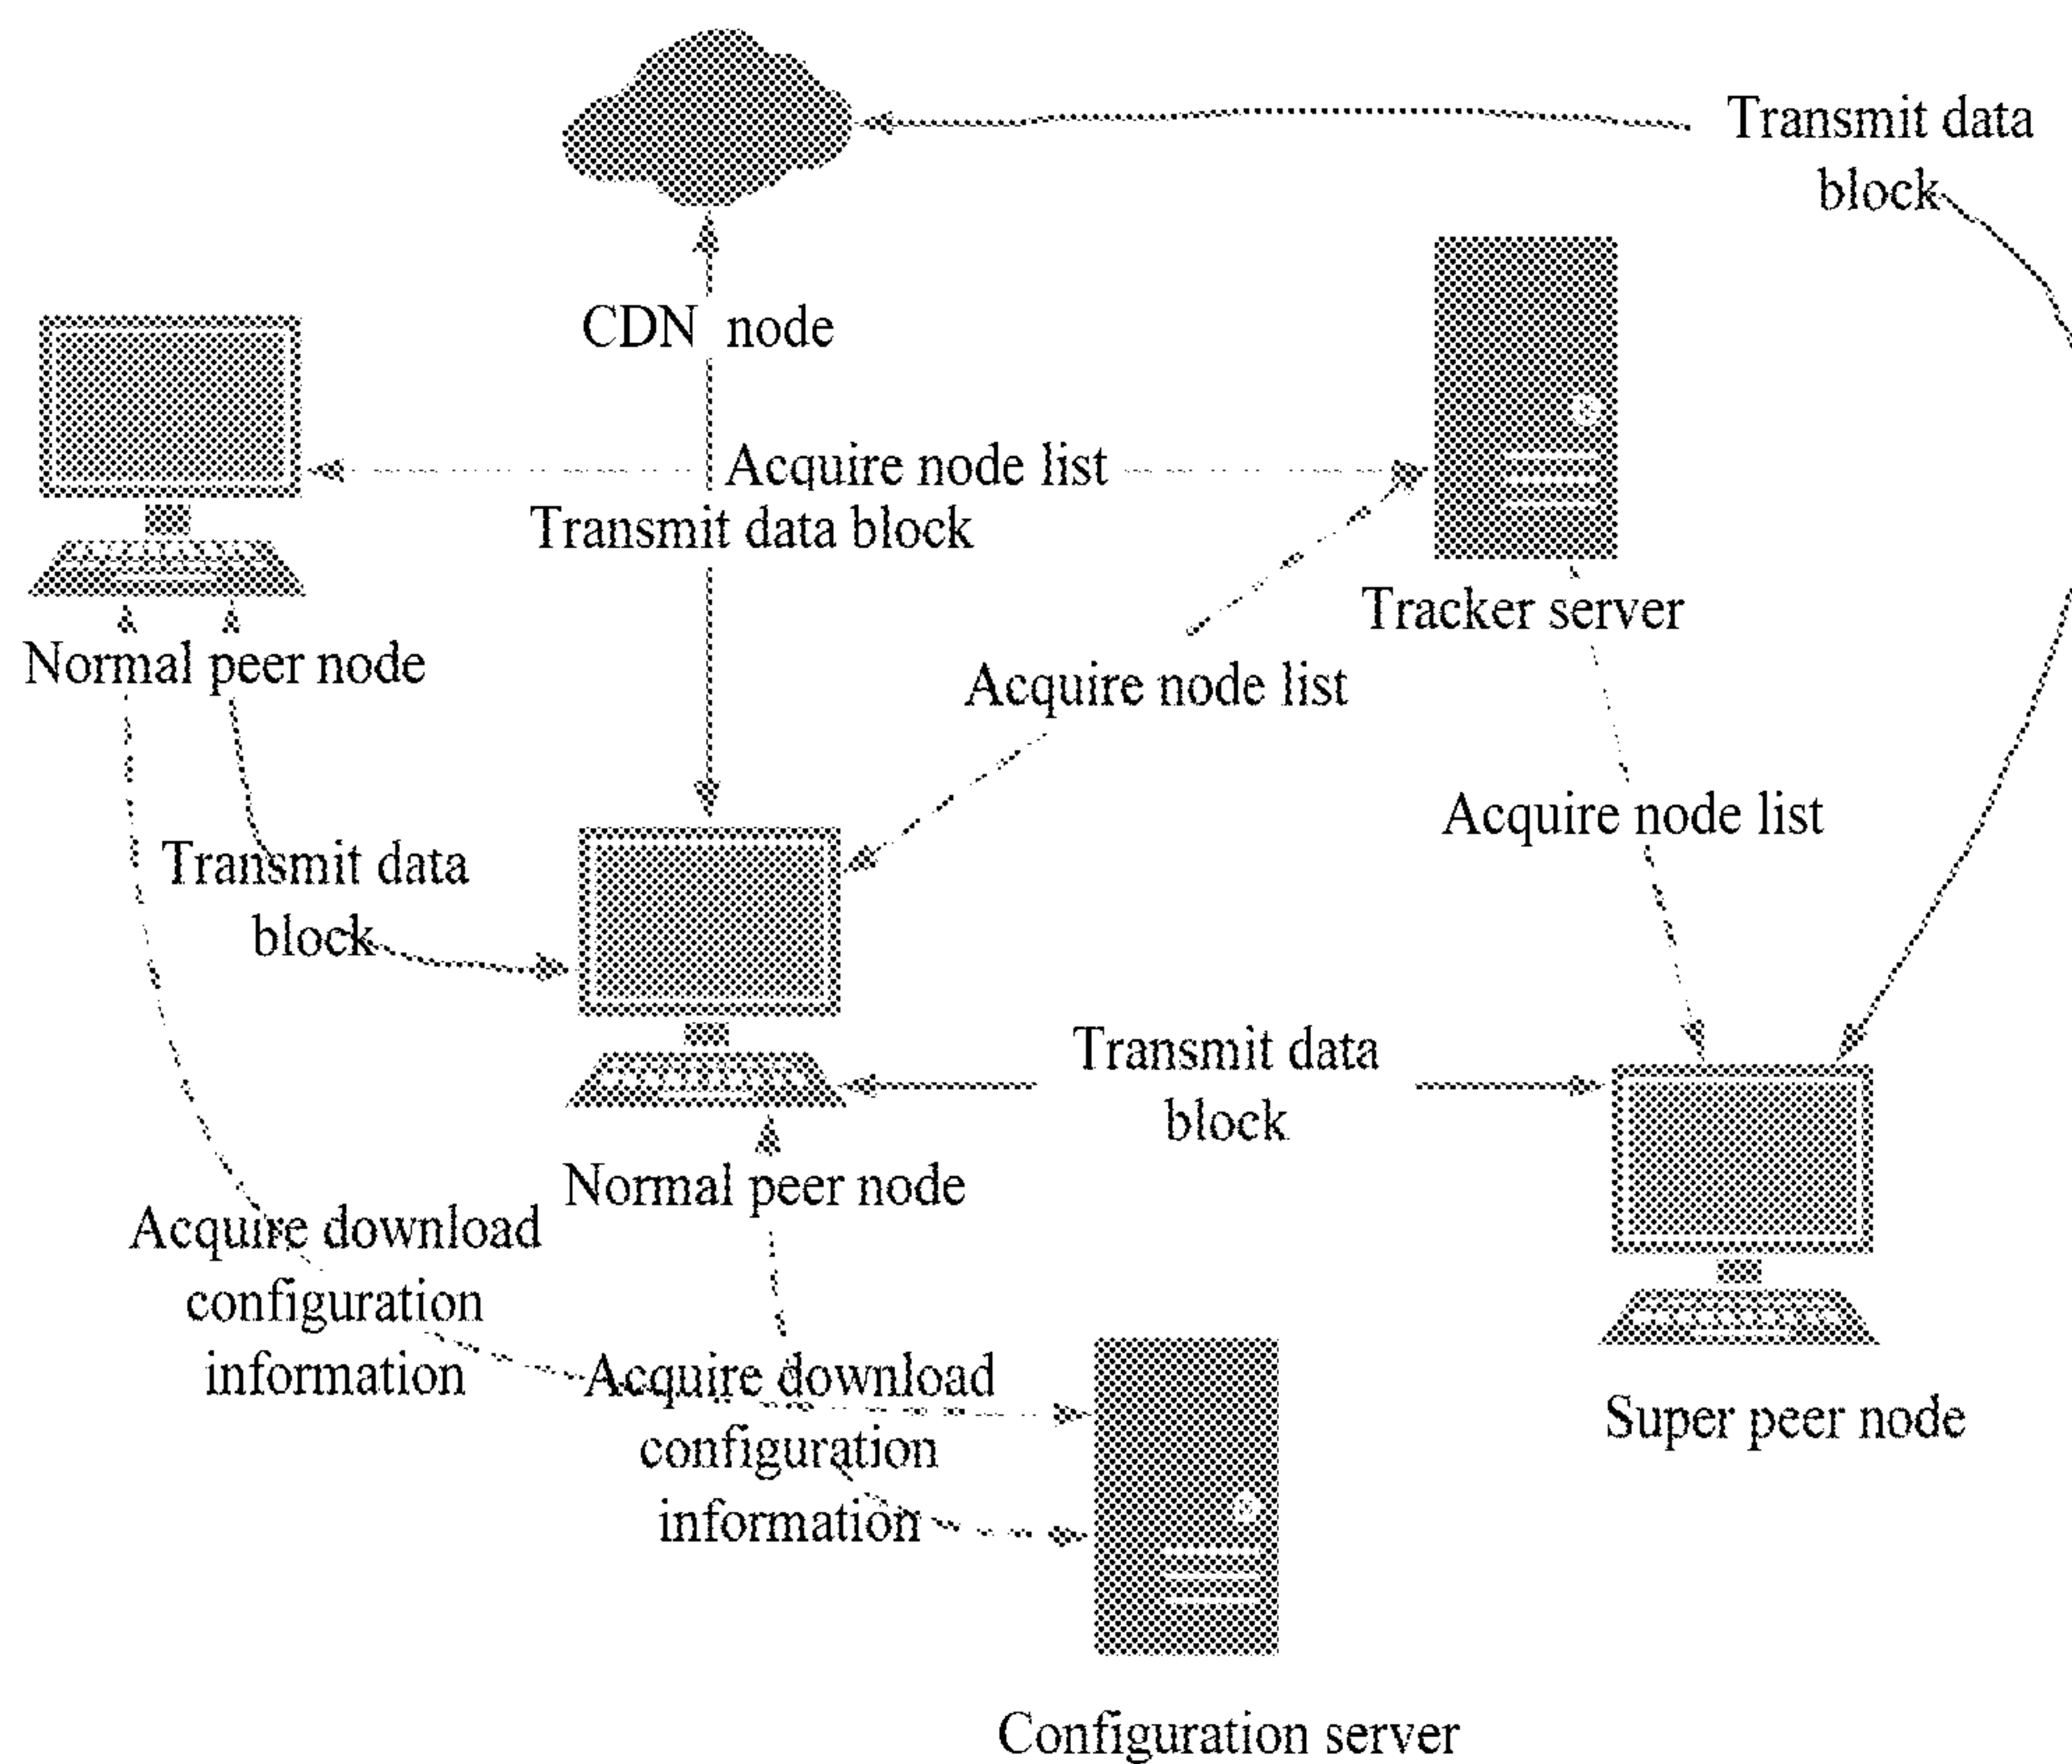 Transmit data
block
CDN node
Acquire node list
Transmit data block
Tracker server
Normal peer node
Acquire node list
Acquire node list
Transmit data
block
Transmit data
block
Normal peer node
Acquire download
configuration
information
Acquire download
configuration
information
Super peer node
Configuration server